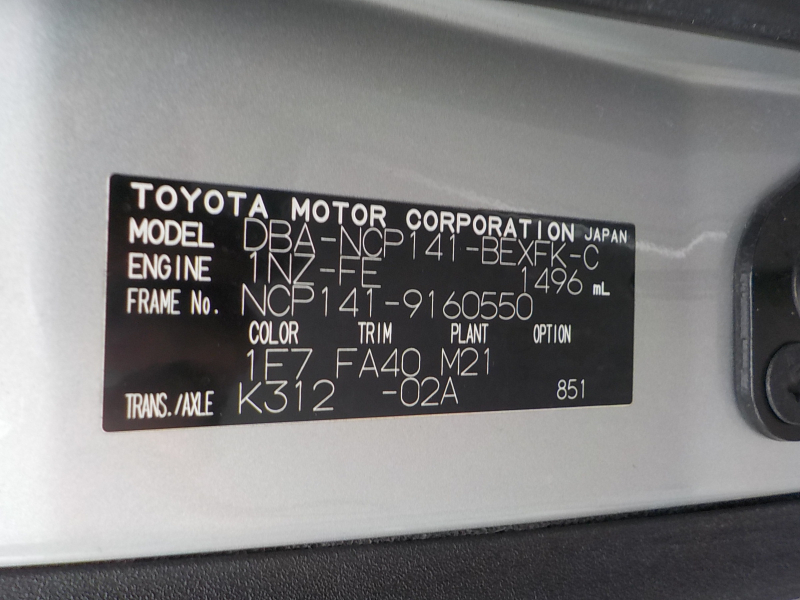 TOYOTA MOTOR CORPORATION JAPAN
MODEL DBA-NCP141-BEXFK-C
ENGINE 1NZ-FE 1496 mL
FRAME No. NCP141-9160550
COLOR TRIM PLANT OPTION
1E7 FA40 M21
TRANS./AXLE K312 -02A 851